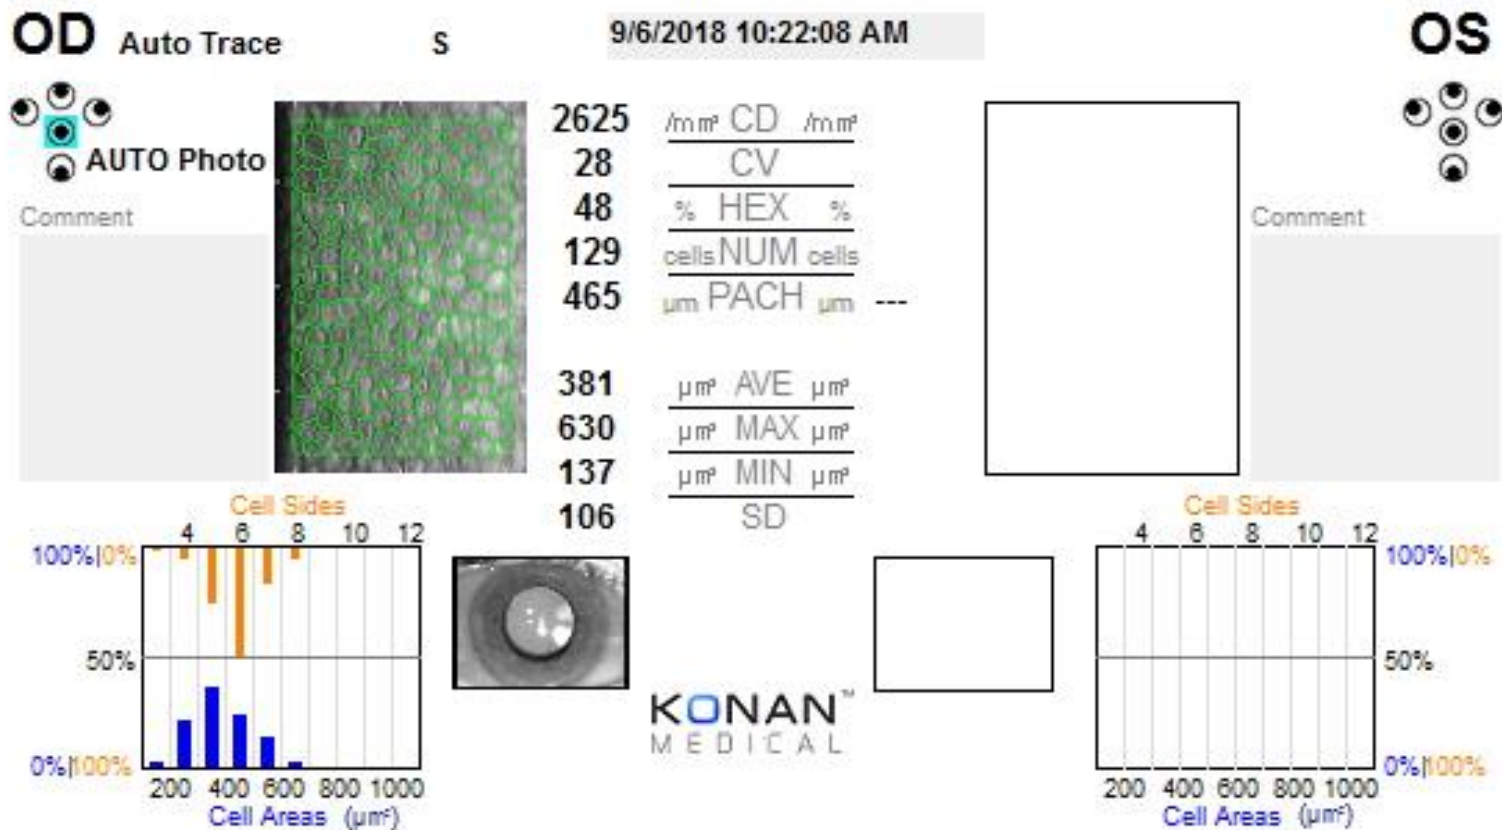 OD Auto Trace S 9/6/2018 10:22:08 AM OS
AUTO Photo
2625 /mm² CD /mm²
28 CV
48 % HEX %
129 cells NUM cells
465 µm PACH µm ---
Comment
Comment
381 µm² AVE µm²
630 µm² MAX µm²
137 µm² MIN µm²
106 SD
Cell Sides
4 6 8 10 12
100%|0%
50%
0%|100%
200 400 600 800 1000
Cell Areas (µm²)
KONAN™
MEDICAL
Cell Sides
4 6 8 10 12
100%|0%
50%
0%|100%
200 400 600 800 1000
Cell Areas (µm²)